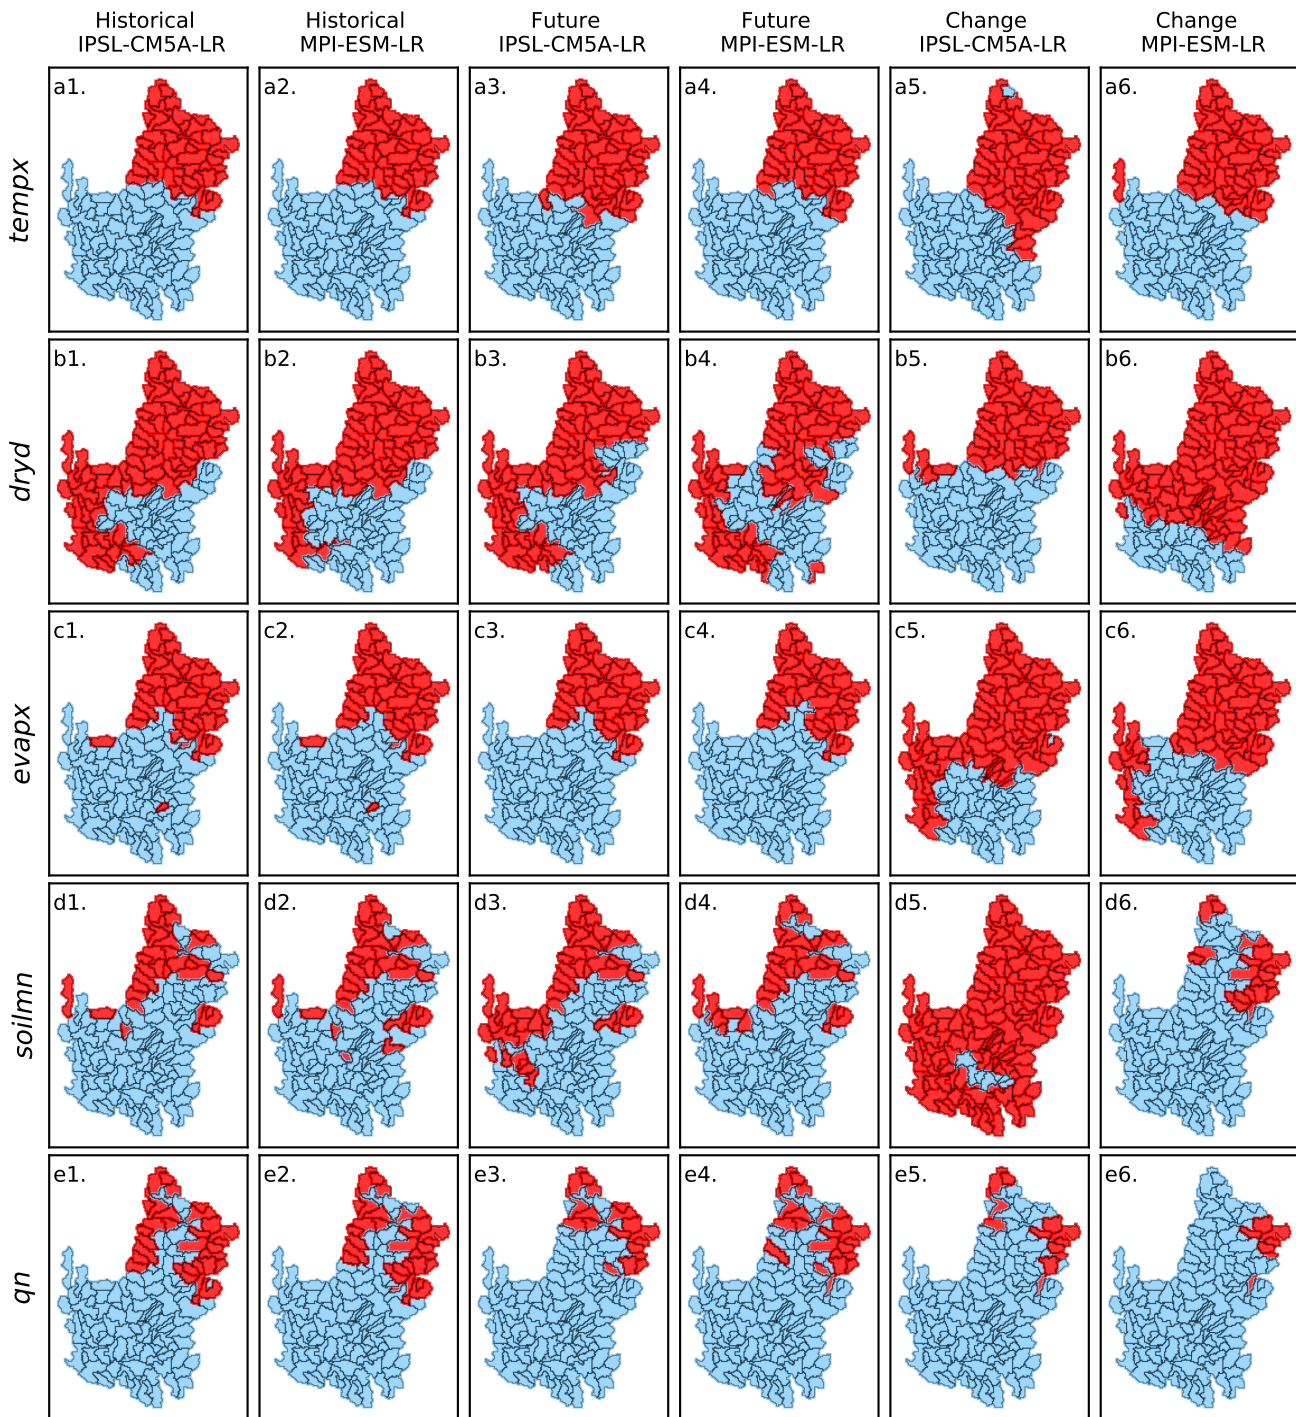 Historical Historical Future Future Change Change
IPSL-CM5A-LR MPI-ESM-LR IPSL-CM5A-LR MPI-ESM-LR IPSL-CM5A-LR MPI-ESM-LR
a1. a2. a3. a4. a5. a6.
tempx
b1. b2. b3. b4. b5. b6.
dryd
c1. c2. c3. c4. c5. c6.
evapx
d1. d2. d3. d4. d5. d6.
soilmn
e1. e2. e3. e4. e5. e6.
qn